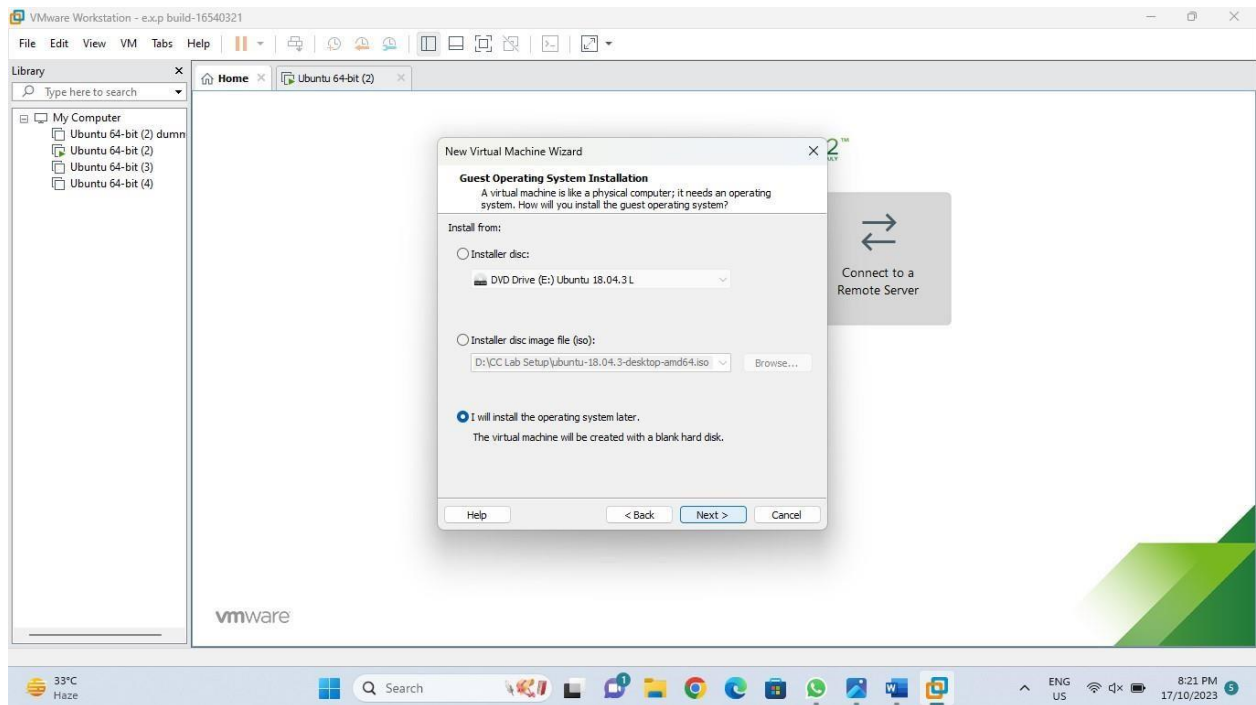 VMware Workstation - e.x.p build-16540321
File Edit View VM Tabs Help
Library
Type here to search
Home
Ubuntu 64-bit (2)
My Computer
Ubuntu 64-bit (2) dumn
Ubuntu 64-bit (2)
Ubuntu 64-bit (3)
Ubuntu 64-bit (4)
2™
New Virtual Machine Wizard
Guest Operating System Installation
A virtual machine is like a physical computer; it needs an operating
system. How will you install the guest operating system?
Install from:
Installer disc:
DVD Drive (E:) Ubuntu 18.04.3 L
Installer disc image file (iso):
D:\CC Lab Setup\ubuntu-18.04.3-desktop-amd64.iso
Browse...
I will install the operating system later.
The virtual machine will be created with a blank hard disk.
Help
< Back
Next >
Cancel
Connect to a
Remote Server
vmware
33°C
Haze
Search
1
ENG
US
8:21 PM
17/10/2023
5